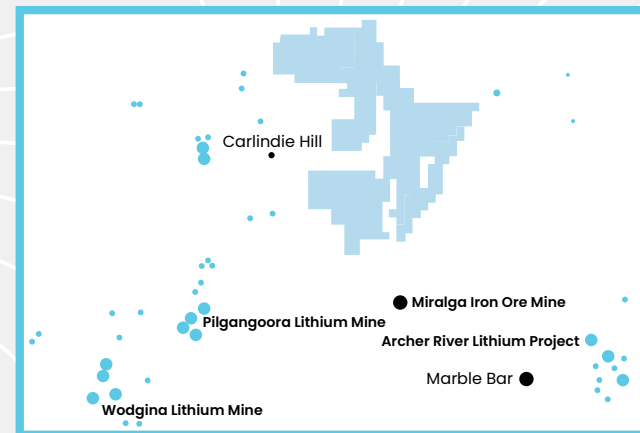 Carlindie Hill
Miralga Iron Ore Mine
Pilgangoora Lithium Mine
Archer River Lithium Project
Marble Bar
Wodgina Lithium Mine